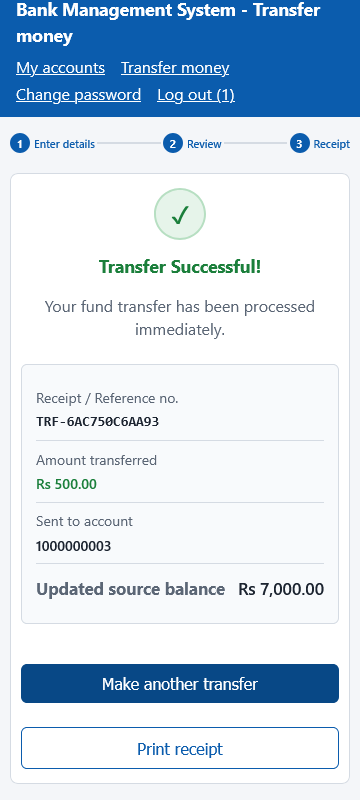 Bank Management System - Transfer
money
My accounts Transfer money
Change password Log out (1)
1 Enter details 2 Review 3 Receipt
✓
Transfer Successful!
Your fund transfer has been processed
immediately.
Receipt / Reference no.
TRF-6AC750C6AA93
Amount transferred
Rs 500.00
Sent to account
1000000003
Updated source balance Rs 7,000.00
Make another transfer
Print receipt